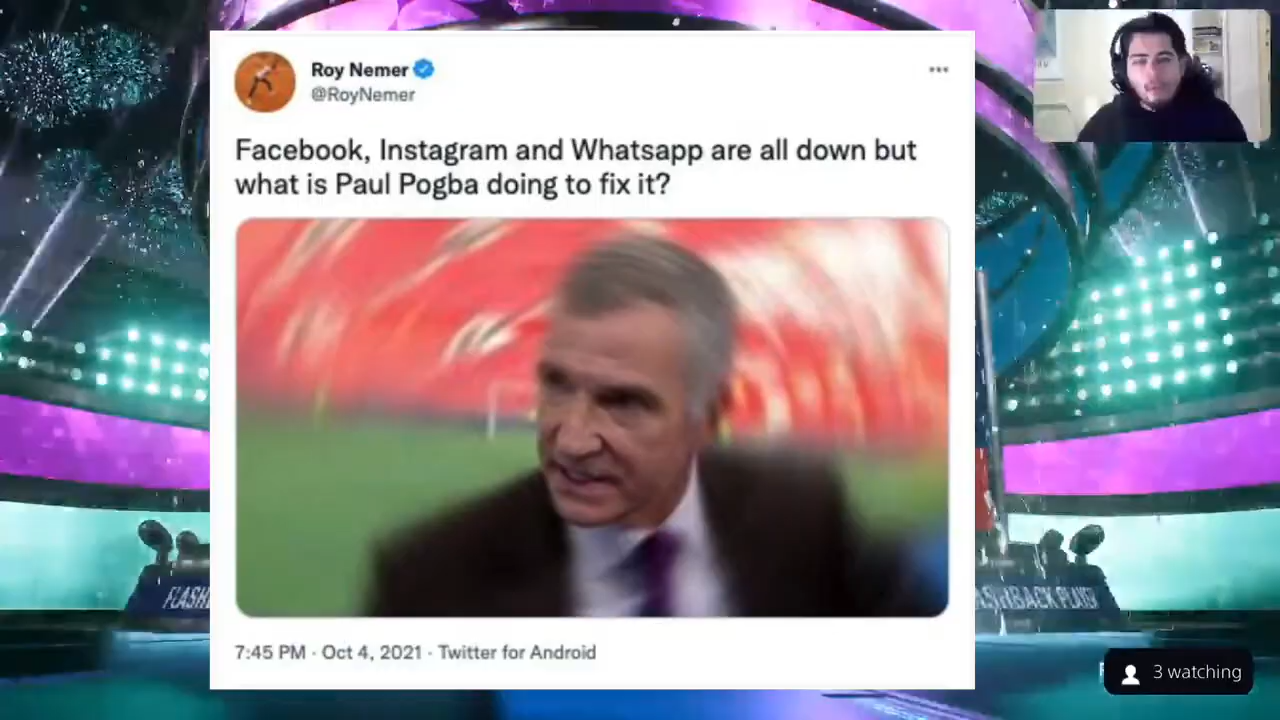 Roy Nemer
@RoyNemer
Facebook, Instagram and Whatsapp are all down but
what is Paul Pogba doing to fix it?
7:45 PM · Oct 4, 2021 · Twitter for Android
3 watching